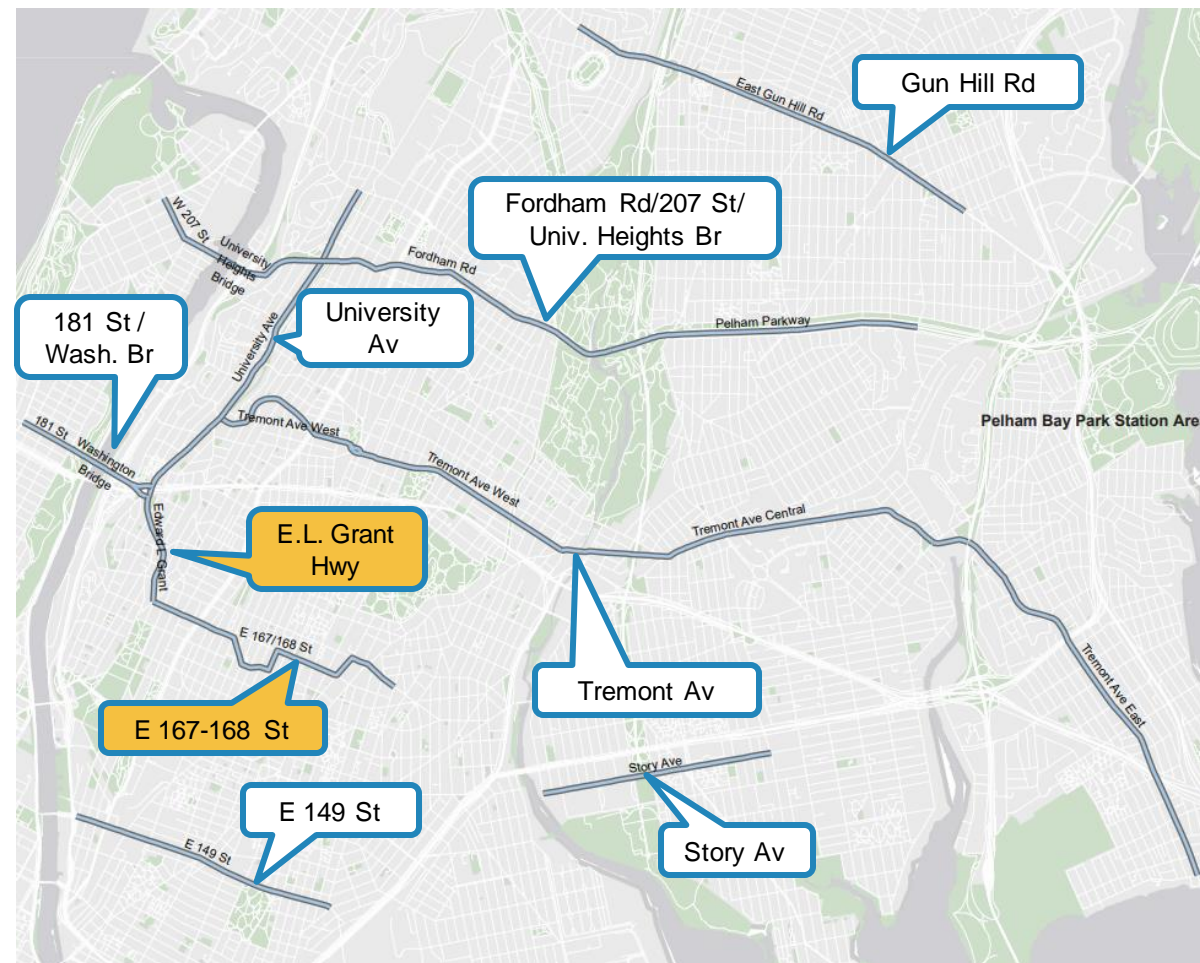 East Gun Hill Rd
Gun Hill Rd
Fordham Rd/207 St/
Univ. Heights Br
W 207 St
University
Heights
Bridge
Fordham Rd
181 St /
Wash. Br
University
Av
University Ave
Pelham Parkway
181 St
Washington
Bridge
Tremont Ave West
Pelham Bay Park Station Are
Tremont Ave West
Edward L Grant
E.L. Grant
Hwy
Tremont Ave Central
E 167/168 St
E 167-168 St
Tremont Av
Tremont Ave East
Story Ave
E 149 St
Story Av
E 149 St